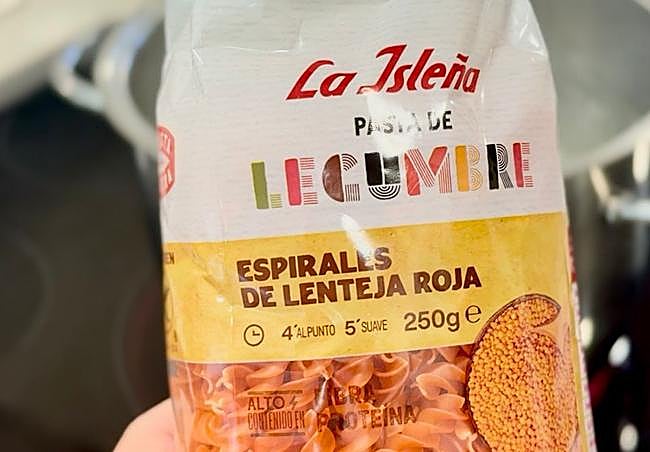 La Isleña
PASTA DE
LEGUMBRE
ESPIRALES
DE LENTEJA ROJA
4´AL PUNTO 5´SUAVE 250g e
ALTO FIBRA
CONTENIDO EN PROTEÍNA